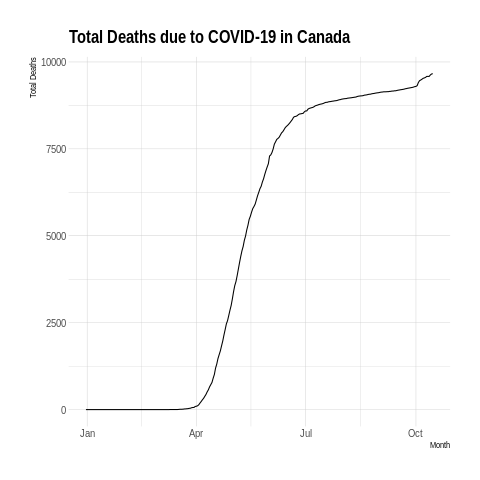 Total Deaths due to COVID-19 in Canada
Total Deaths
10000
7500
5000
2500
0
Jan Apr Jul Oct
Month